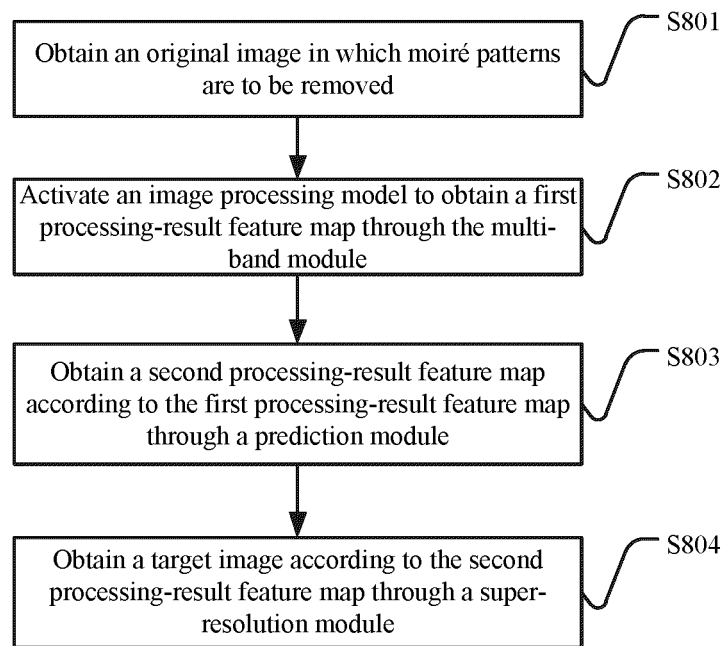 S801
Obtain an original image in which moiré patterns
are to be removed
S802
Activate an image processing model to obtain a first
processing-result feature map through the multi-
band module
S803
Obtain a second processing-result feature map
according to the first processing-result feature map
through a prediction module
S804
Obtain a target image according to the second
processing-result feature map through a super-
resolution module